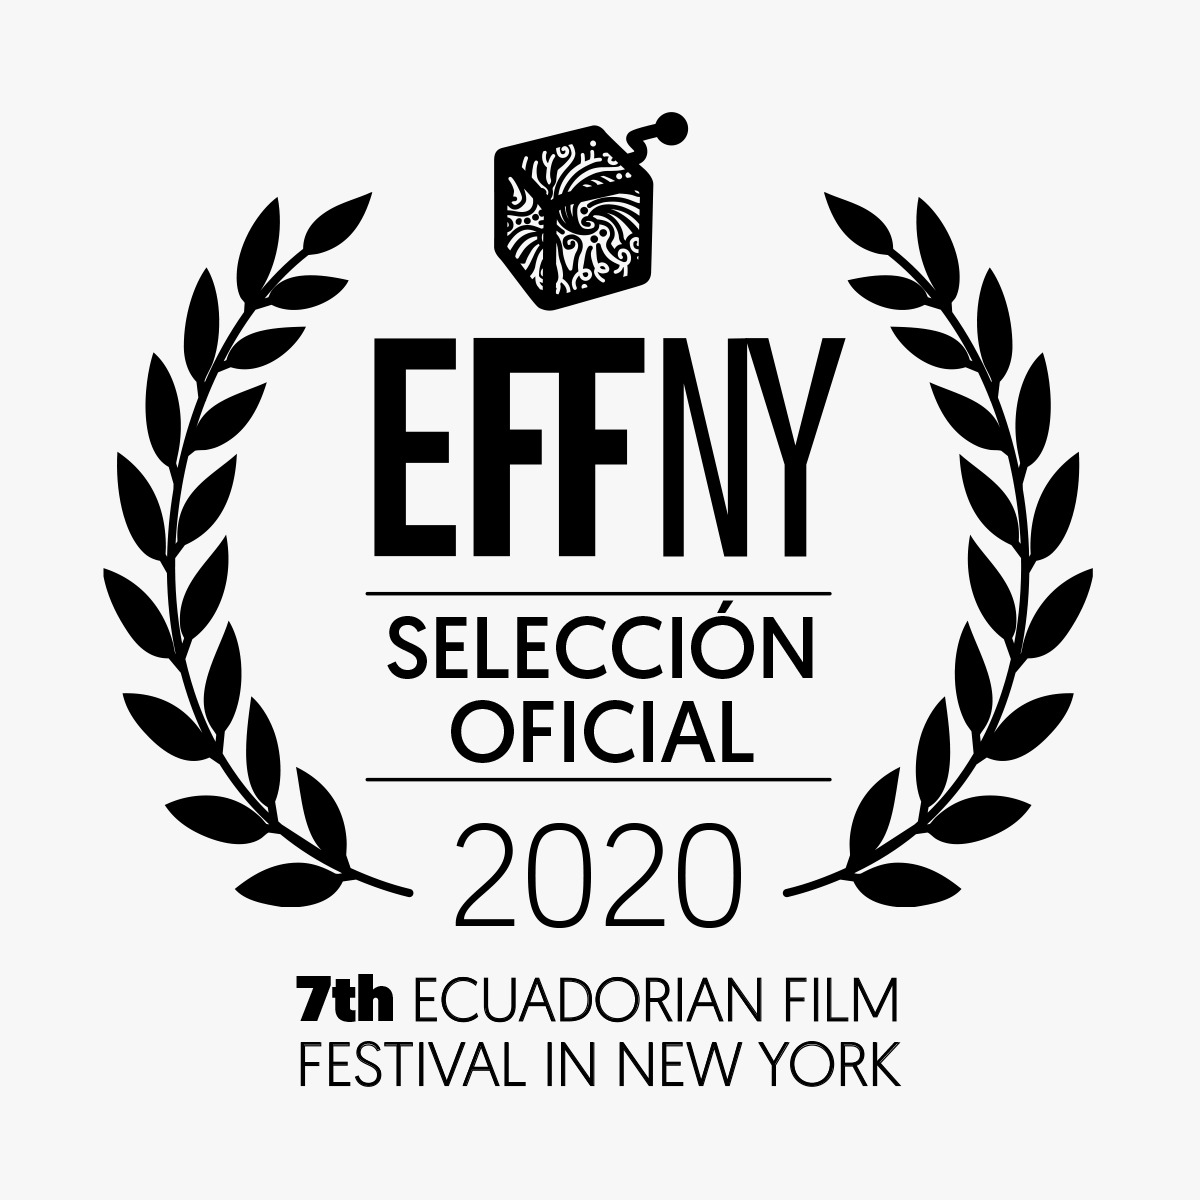 EFFNY
SELECCIÓN
OFICIAL
2020
7th ECUADORIAN FILM
FESTIVAL IN NEW YORK